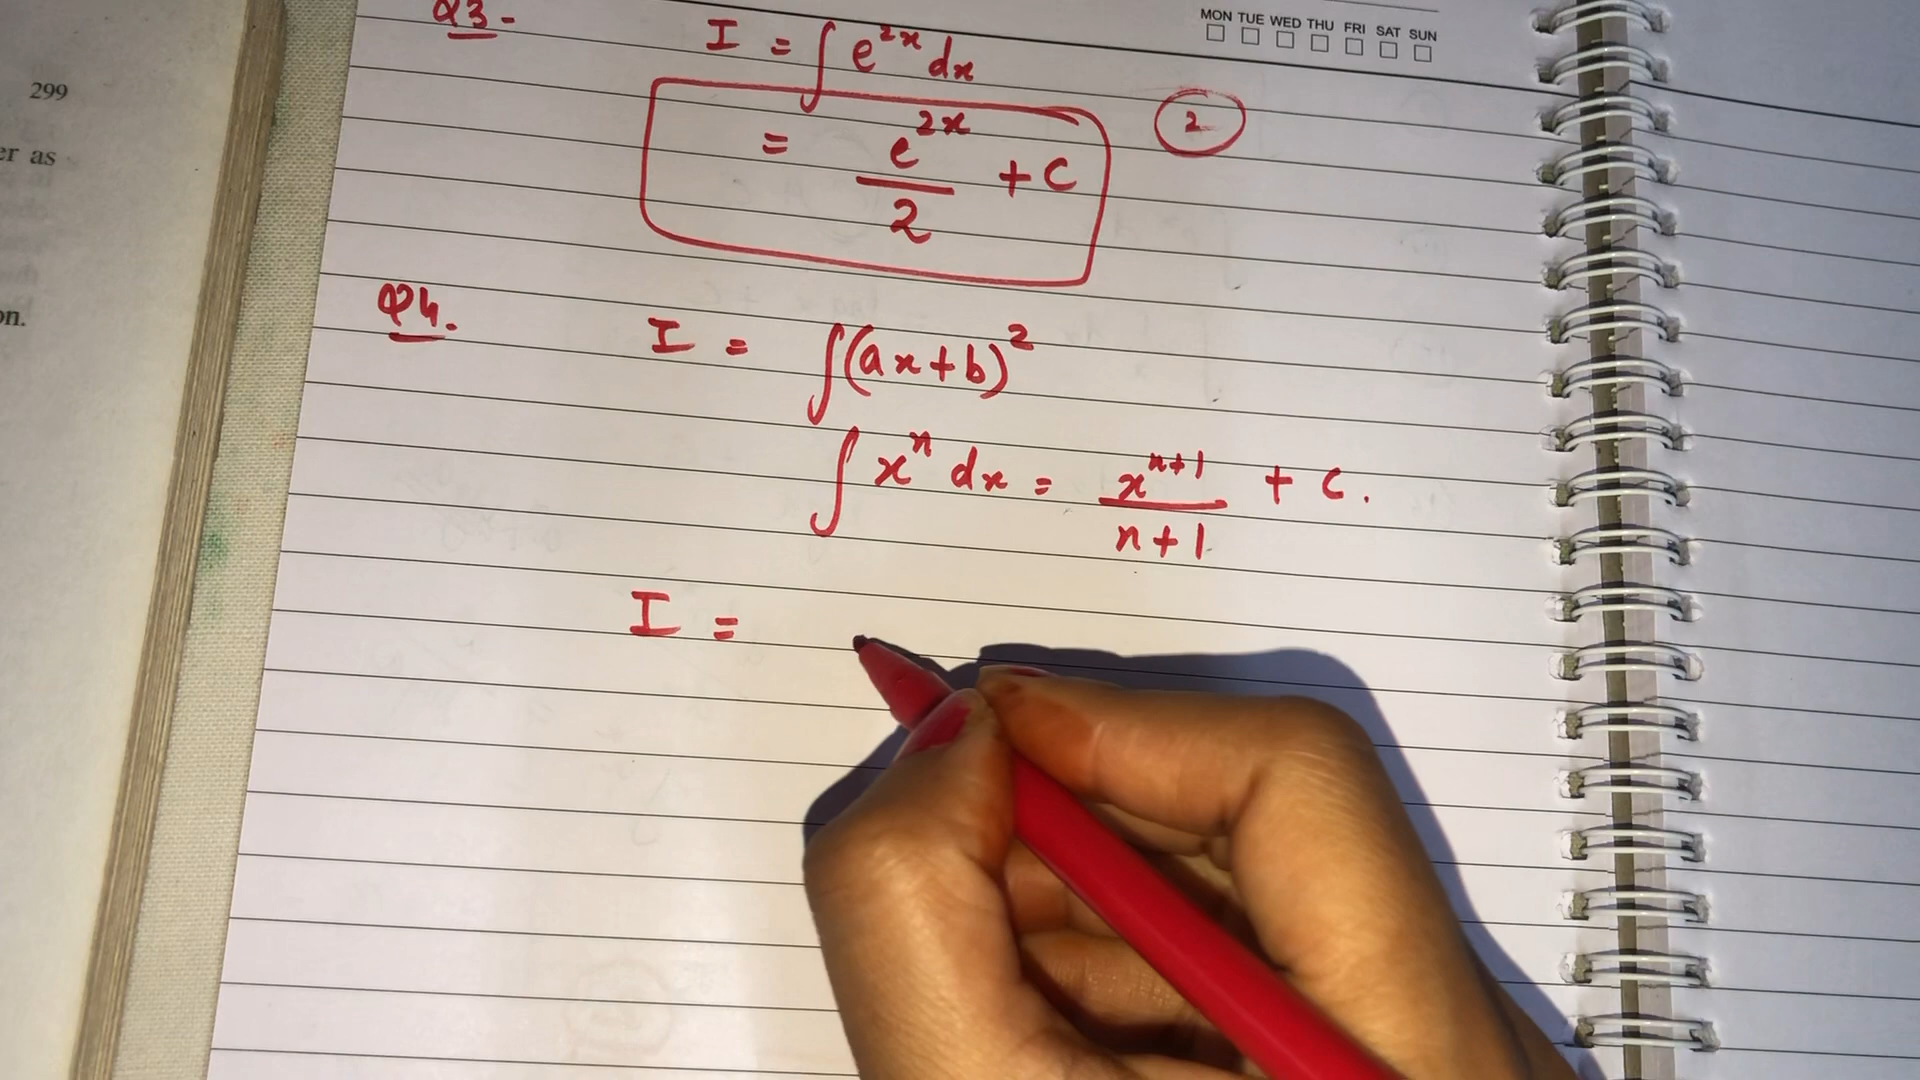 299
er as
on.
MON TUE WED THU FRI SAT SUN
Q3-
I = ∫ e^{2x} dx
2
= e^{2x}/2 + C
Q4.
I = ∫(ax+b)^2
∫ x^n dx = x^{n+1}/n+1 + C.
I =